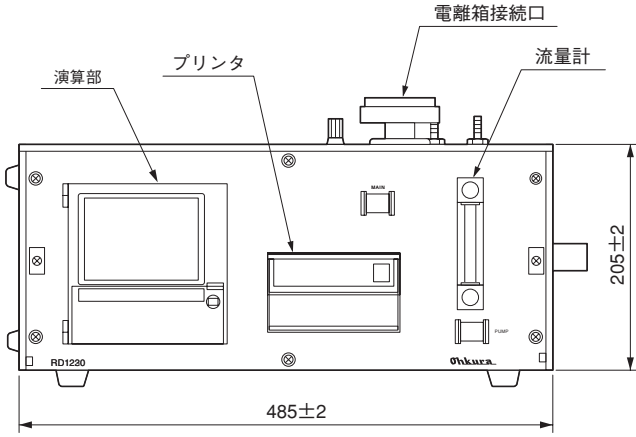 電離箱接続口
流量計
プリンタ
演算部
MAIN
205±2
PUMP
RD1230
Ohkura
485±2